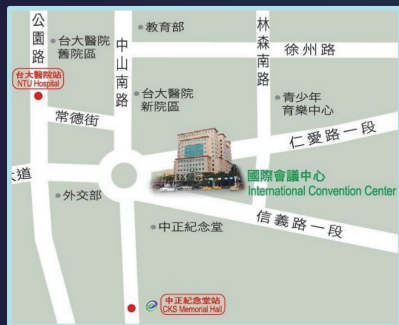 公園路
台大醫院
舊院區
中山南路
教育部
林森南路
徐州路
台大醫院站
NTU Hospital
台大醫院
新院區
青少年
育樂中心
常德街
仁愛路一段
大道
外交部
國際會議中心
International Convention Center
中正紀念堂
信義路一段
中正紀念堂站
CKS Memorial Hall